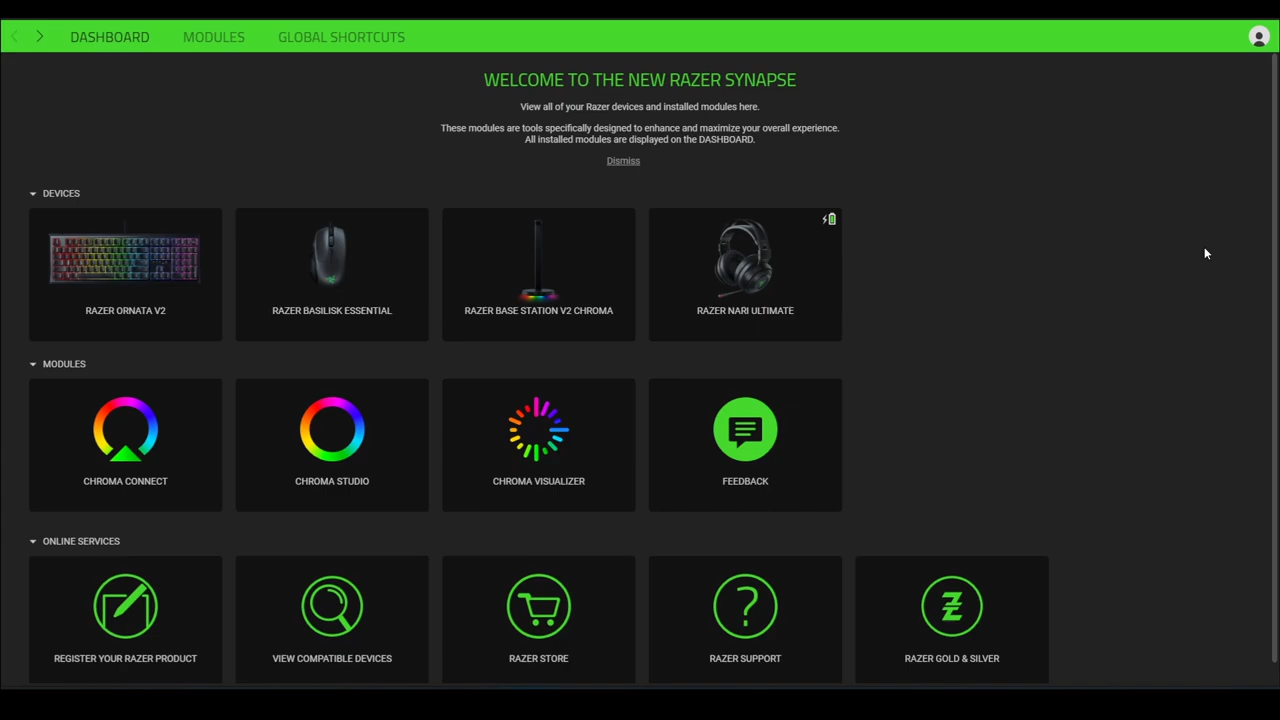 DASHBOARD MODULES GLOBAL SHORTCUTS
WELCOME TO THE NEW RAZER SYNAPSE
View all of your Razer devices and installed modules here.
These modules are tools specifically designed to enhance and maximize your overall experience.
All installed modules are displayed on the DASHBOARD.
Dismiss
DEVICES
RAZER ORNATA V2
RAZER BASILISK ESSENTIAL
RAZER BASE STATION V2 CHROMA
RAZER NARI ULTIMATE
MODULES
CHROMA CONNECT
CHROMA STUDIO
CHROMA VISUALIZER
FEEDBACK
ONLINE SERVICES
REGISTER YOUR RAZER PRODUCT
VIEW COMPATIBLE DEVICES
RAZER STORE
RAZER SUPPORT
RAZER GOLD & SILVER